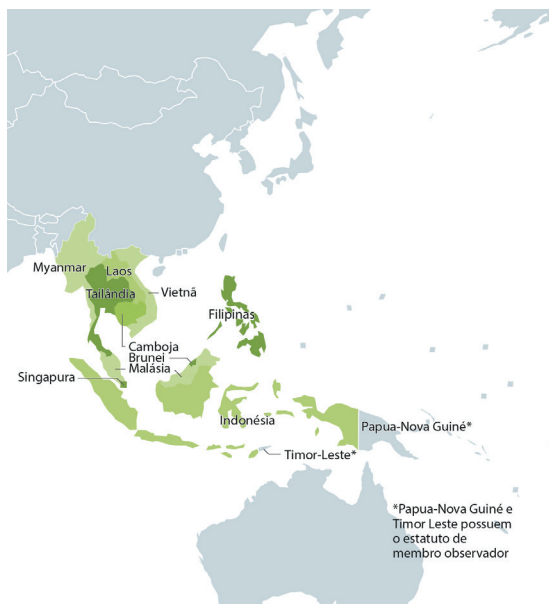 Myanmar
Laos
Tailândia
Vietnã
Filipinas
Camboja
Brunei
Malásia
Singapura
Indonésia
Papua-Nova Guiné*
Timor-Leste*
*Papua-Nova Guiné e
Timor Leste possuem
o estatuto de
membro observador